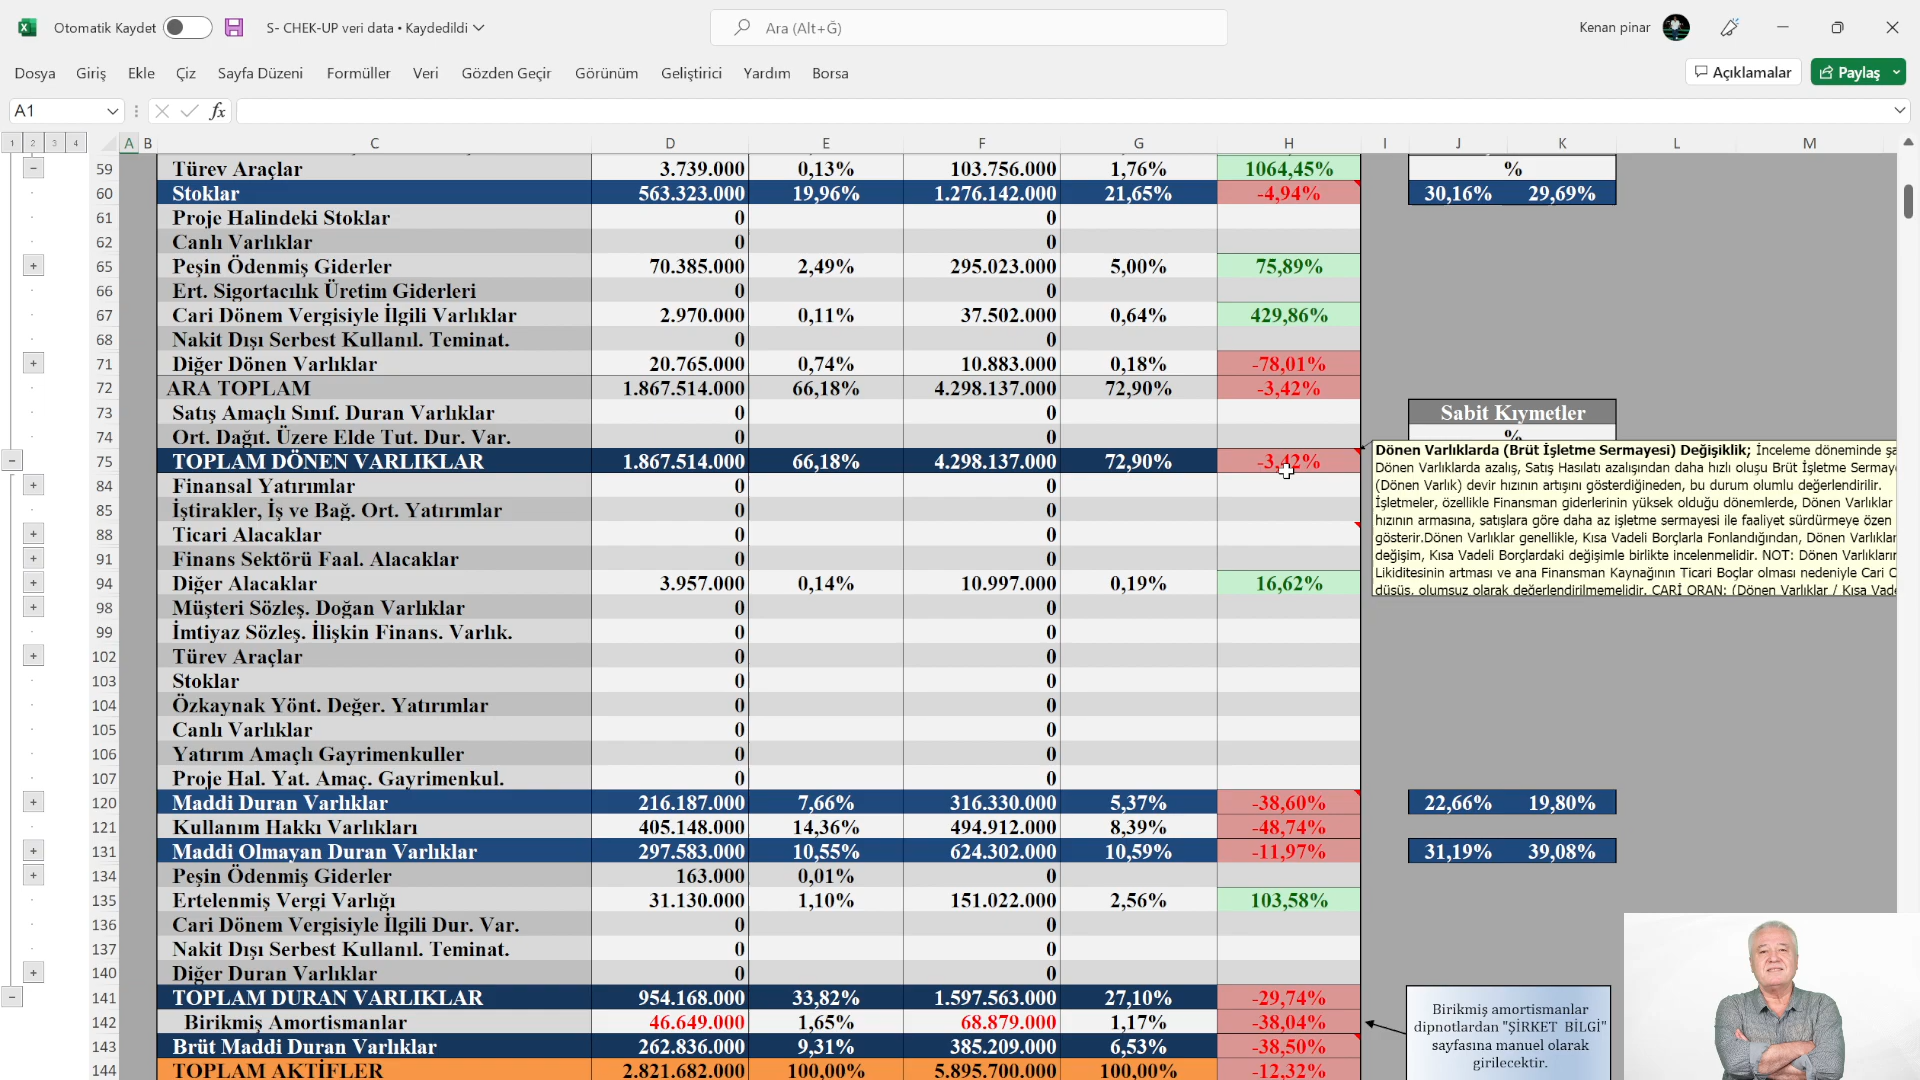 Otomatik Kaydet S- CHEK-UP veri data • Kaydedildi Ara (Alt+Ğ) Kenan pinar
Dosya Giriş Ekle Çiz Sayfa Düzeni Formüller Veri Gözden Geçir Görünüm Geliştirici Yardım Borsa Açıklamalar Paylaş
A1 fx
1 2 3 4 A B C D E F G H I J K L M
59 Türev Araçlar 3.739.000 0,13% 103.756.000 1,76% 1064,45% %
60 Stoklar 563.323.000 19,96% 1.276.142.000 21,65% -4,94% 30,16% 29,69%
61 Proje Halindeki Stoklar 0 0
62 Canlı Varlıklar 0 0
65 Peşin Ödenmiş Giderler 70.385.000 2,49% 295.023.000 5,00% 75,89%
66 Ert. Sigortacılık Üretim Giderleri 0 0
67 Cari Dönem Vergisiyle İlgili Varlıklar 2.970.000 0,11% 37.502.000 0,64% 429,86%
68 Nakit Dışı Serbest Kullanıl. Teminat. 0 0
71 Diğer Dönen Varlıklar 20.765.000 0,74% 10.883.000 0,18% -78,01%
72 ARA TOPLAM 1.867.514.000 66,18% 4.298.137.000 72,90% -3,42%
73 Satış Amaçlı Sınıf. Duran Varlıklar 0 0 Sabit Kıymetler
74 Ort. Dağıt. Üzere Elde Tut. Dur. Var. 0 0 %
75 TOPLAM DÖNEN VARLIKLAR 1.867.514.000 66,18% 4.298.137.000 72,90% -3,42%
Dönen Varlıklarda (Brüt İşletme Sermayesi) Değişiklik; İnceleme döneminde
Dönen Varlıklarda azalış, Satış Hasılatı azalışından daha hızlı oluşu Brüt İşletme Sermay
(Dönen Varlık) devir hızının artışını gösterdiğineden, bu durum olumlu değerlendirilir.
İşletmeler, özellikle Finansman giderlerinin yüksek olduğu dönemlerde, Dönen Varlıklar
hızının armasına, satışlara göre daha az işletme sermayesi ile faaliyet sürdürmeye özen
gösterir.Dönen Varlıklar genellikle, Kısa Vadeli Borçlarla Fonlandığından, Dönen Varlıklar
değişim, Kısa Vadeli Borçlardaki değişimle birlikte incelenmelidir. NOT: Dönen Varlıkların
Likiditesinin artması ve ana Finansman Kaynağının Ticari Boçlar olması nedeniyle Cari
düşüş, olumsuz olarak değerlendirilmemelidir. CARİ ORAN: (Dönen Varlıklar / Kısa
84 Finansal Yatırımlar 0 0
85 İştirakler, İş ve Bağ. Ort. Yatırımlar 0 0
88 Ticari Alacaklar 0 0
91 Finans Sektörü Faal. Alacaklar 0 0
94 Diğer Alacaklar 3.957.000 0,14% 10.997.000 0,19% 16,62%
98 Müşteri Sözleş. Doğan Varlıklar 0 0
99 İmtiyaz Sözleş. İlişkin Finans. Varlık. 0 0
102 Türev Araçlar 0 0
103 Stoklar 0 0
104 Özkaynak Yönt. Değer. Yatırımlar 0 0
105 Canlı Varlıklar 0 0
106 Yatırım Amaçlı Gayrimenkuller 0 0
107 Proje Hal. Yat. Amaç. Gayrimenkul. 0 0
120 Maddi Duran Varlıklar 216.187.000 7,66% 316.330.000 5,37% -38,60% 22,66% 19,80%
121 Kullanım Hakkı Varlıkları 405.148.000 14,36% 494.912.000 8,39% -48,74%
131 Maddi Olmayan Duran Varlıklar 297.583.000 10,55% 624.302.000 10,59% -11,97% 31,19% 39,08%
134 Peşin Ödenmiş Giderler 163.000 0,01% 0
135 Ertelenmiş Vergi Varlığı 31.130.000 1,10% 151.022.000 2,56% 103,58%
136 Cari Dönem Vergisiyle İlgili Dur. Var. 0 0
137 Nakit Dışı Serbest Kullanıl. Teminat. 0 0
140 Diğer Duran Varlıklar 0 0
141 TOPLAM DURAN VARLIKLAR 954.168.000 33,82% 1.597.563.000 27,10% -29,74%
142 Birikmiş Amortismanlar 46.649.000 1,65% 68.879.000 1,17% -38,04%
143 Brüt Maddi Duran Varlıklar 262.836.000 9,31% 385.209.000 6,53% -38,50%
144 TOPLAM AKTİFLER 2.821.682.000 100,00% 5.895.700.000 100,00% -12,32%
Birikmiş amortismanlar
dipnotlardan "ŞİRKET BİLGİ"
sayfasına manuel olarak
girilecektir.